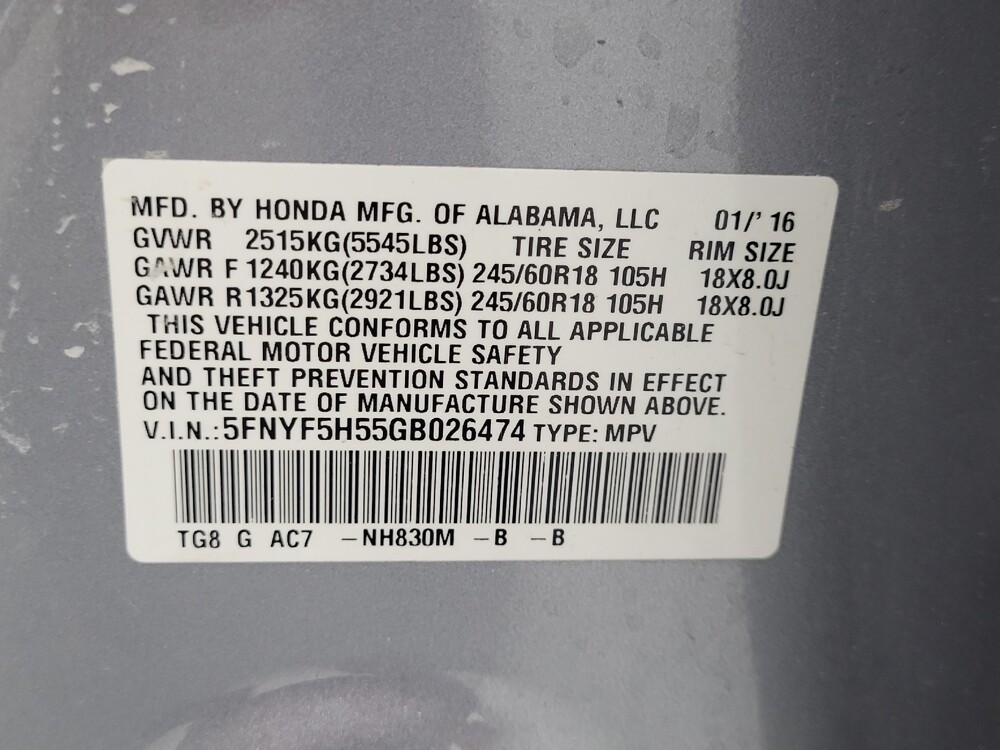 MFD. BY HONDA MFG. OF ALABAMA, LLC 01/' 16
GVWR 2515KG(5545LBS) TIRE SIZE RIM SIZE
GAWR F 1240KG(2734LBS) 245/60R18 105H 18X8.0J
GAWR R1325KG(2921LBS) 245/60R18 105H 18X8.0J
THIS VEHICLE CONFORMS TO ALL APPLICABLE
FEDERAL MOTOR VEHICLE SAFETY
AND THEFT PREVENTION STANDARDS IN EFFECT
ON THE DATE OF MANUFACTURE SHOWN ABOVE.
V.I.N.:5FNYF5H55GB026474 TYPE: MPV
TG8 G AC7 -NH830M -B -B